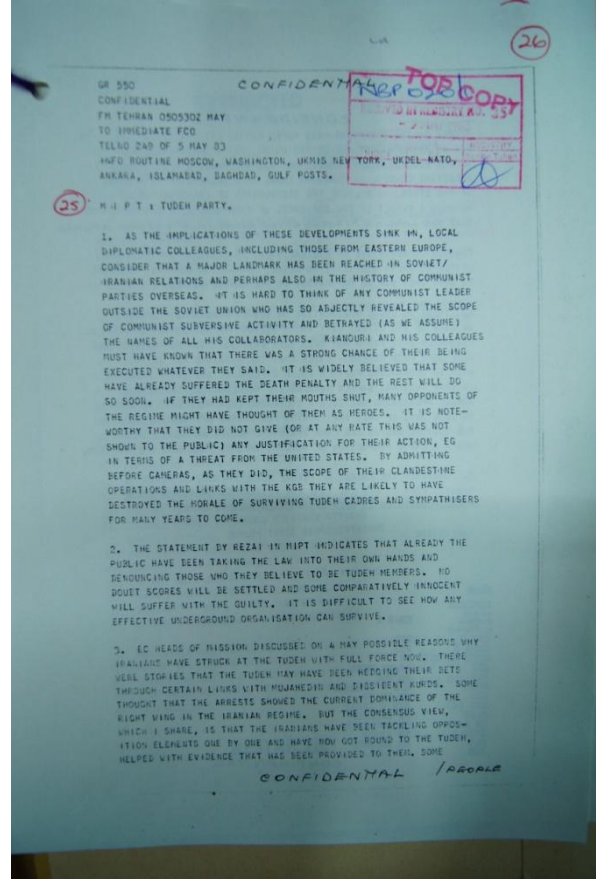 26
CONFIDENTIAL
TOP COPY
GR 550
CONFIDENTIAL
FM TEHRAN 050530Z MAY
TO IMMEDIATE FCO
TELNO 240 OF 5 MAY 83
INFO ROUTINE MOSCOW, WASHINGTON, UKMIS NEW YORK, UKDEL NATO,
ANKARA, ISLAMABAD, BAGHDAD, GULF POSTS.
25
M I P T : TUDEH PARTY.
1. AS THE IMPLICATIONS OF THESE DEVELOPMENTS SINK IN, LOCAL
DIPLOMATIC COLLEAGUES, INCLUDING THOSE FROM EASTERN EUROPE,
CONSIDER THAT A MAJOR LANDMARK HAS BEEN REACHED IN SOVIET/
IRANIAN RELATIONS AND PERHAPS ALSO IN THE HISTORY OF COMMUNIST
PARTIES OVERSEAS. IT IS HARD TO THINK OF ANY COMMUNIST LEADER
OUTSIDE THE SOVIET UNION WHO HAS SO ABJECTLY REVEALED THE SCOPE
OF COMMUNIST SUBVERSIVE ACTIVITY AND BETRAYED (AS WE ASSUME)
THE NAMES OF ALL HIS COLLABORATORS. KIANOURI AND HIS COLLEAGUES
MUST HAVE KNOWN THAT THERE WAS A STRONG CHANCE OF THEIR BEING
EXECUTED WHATEVER THEY SAID. IT IS WIDELY BELIEVED THAT SOME
HAVE ALREADY SUFFERED THE DEATH PENALTY AND THE REST WILL DO
SO SOON. IF THEY HAD KEPT THEIR MOUTHS SHUT, MANY OPPONENTS OF
THE REGIME MIGHT HAVE THOUGHT OF THEM AS HEROES. IT IS NOTE-
WORTHY THAT THEY DID NOT GIVE (OR AT ANY RATE THIS WAS NOT
SHOWN TO THE PUBLIC) ANY JUSTIFICATION FOR THEIR ACTION, EG
IN TERMS OF A THREAT FROM THE UNITED STATES. BY ADMITTING
BEFORE CAMERAS, AS THEY DID, THE SCOPE OF THEIR CLANDESTINE
OPERATIONS AND LINKS WITH THE KGB THEY ARE LIKELY TO HAVE
DESTROYED THE MORALE OF SURVIVING TUDEH CADRES AND SYMPATHISERS
FOR MANY YEARS TO COME.
2. THE STATEMENT BY REZAI IN MIPT INDICATES THAT ALREADY THE
PUBLIC HAVE BEEN TAKING THE LAW INTO THEIR OWN HANDS AND
DENOUNCING THOSE WHO THEY BELIEVE TO BE TUDEH MEMBERS. NO
DOUBT SCORES WILL BE SETTLED AND SOME COMPARATIVELY INNOCENT
WILL SUFFER WITH THE GUILTY. IT IS DIFFICULT TO SEE HOW ANY
EFFECTIVE UNDERGROUND ORGANISATION CAN SURVIVE.
3. EC HEADS OF MISSION DISCUSSED ON 4 MAY POSSIBLE REASONS WHY
IRANIANS HAVE STRUCK AT THE TUDEH WITH FULL FORCE NOW. THERE
WERE STORIES THAT THE TUDEH MAY HAVE BEEN HEDGING THEIR BETS
THROUGH CERTAIN LINKS WITH MUJAHEDIN AND DISSIDENT KURDS. SOME
THOUGHT THAT THE ARRESTS SHOWED THE CURRENT DOMINANCE OF THE
RIGHT WING IN THE IRANIAN REGIME. BUT THE CONSENSUS VIEW,
WHICH I SHARE, IS THAT THE IRANIANS HAVE BEEN TACKLING OPPOS-
ITION ELEMENTS ONE BY ONE AND HAVE NOW GOT ROUND TO THE TUDEH,
HELPED WITH EVIDENCE THAT HAS BEEN PROVIDED TO THEM. SOME
CONFIDENTIAL
/PEOPLE